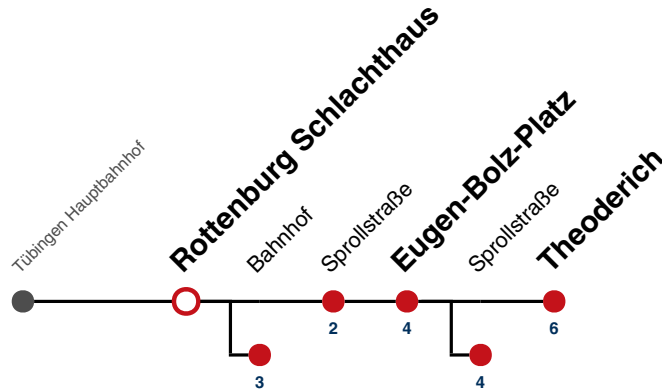 Tübingen Hauptbahnhof
Rottenburg Schlachthaus
Bahnhof
Sprollstraße
Eugen-Bolz-Platz
Sprollstraße
Theoderich
2
4
6
3
4